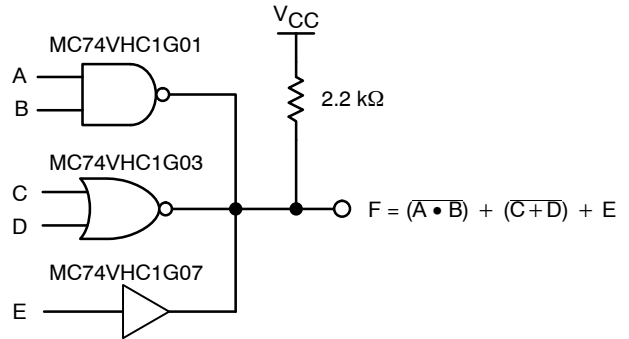 V_CC
MC74VHC1G01
A
B
2.2 kΩ
MC74VHC1G03
C
D
F = (A̅ ̅•̅ ̅B̅) + (C̅+̅D̅) + E
MC74VHC1G07
E